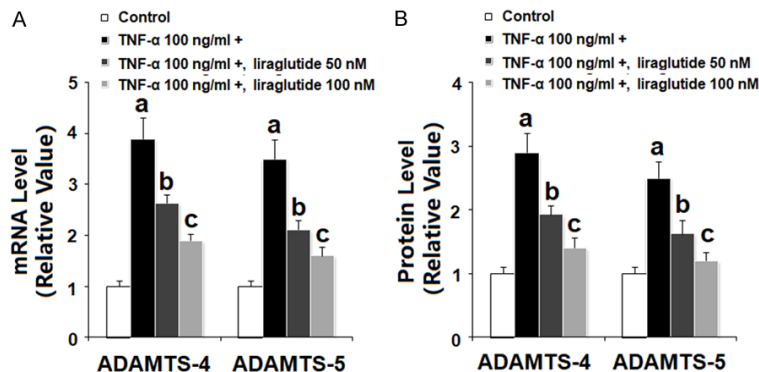 A
Control
TNF-α 100 ng/ml +
TNF-α 100 ng/ml +, liraglutide 50 nM
TNF-α 100 ng/ml +, liraglutide 100 nM
mRNA Level
(Relative Value)
5
4
3
2
1
0
a
b
c
a
b
c
ADAMTS-4
ADAMTS-5
B
Control
TNF-α 100 ng/ml +
TNF-α 100 ng/ml +, liraglutide 50 nM
TNF-α 100 ng/ml +, liraglutide 100 nM
Protein Level
(Relative Value)
4
3
2
1
0
a
b
c
a
b
c
ADAMTS-4
ADAMTS-5